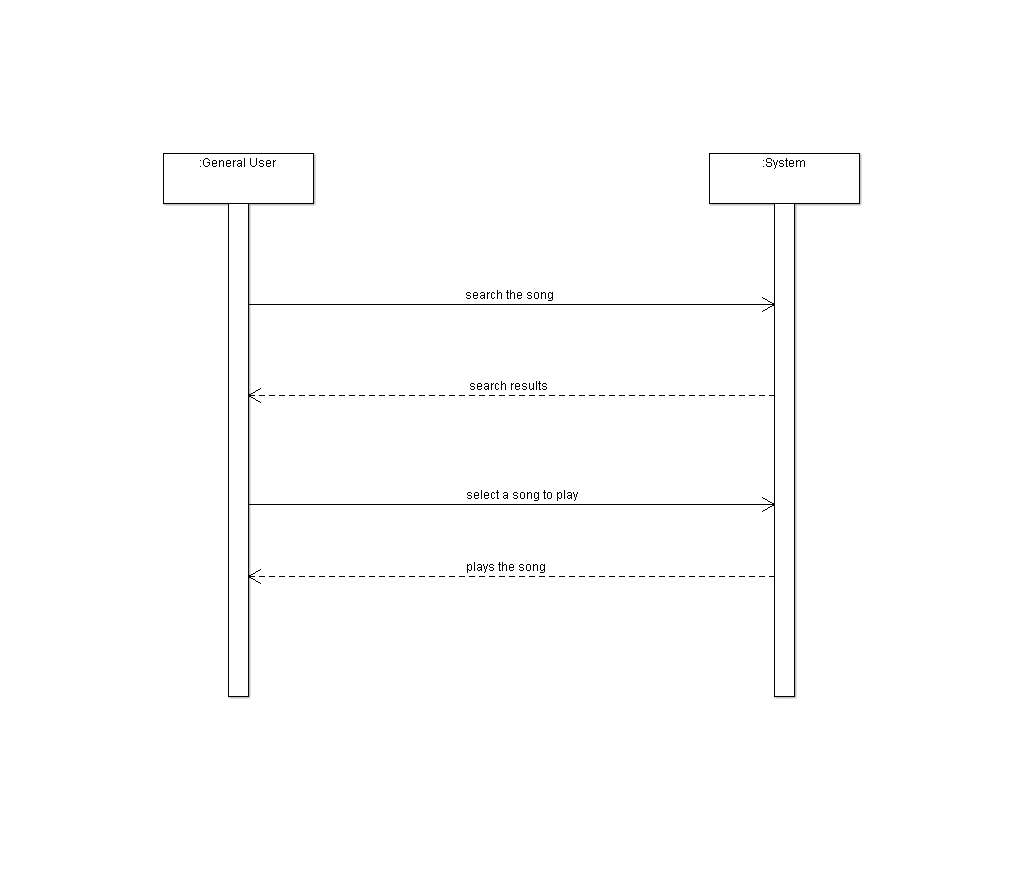 :General User
:System
search the song
search results
select a song to play
plays the song